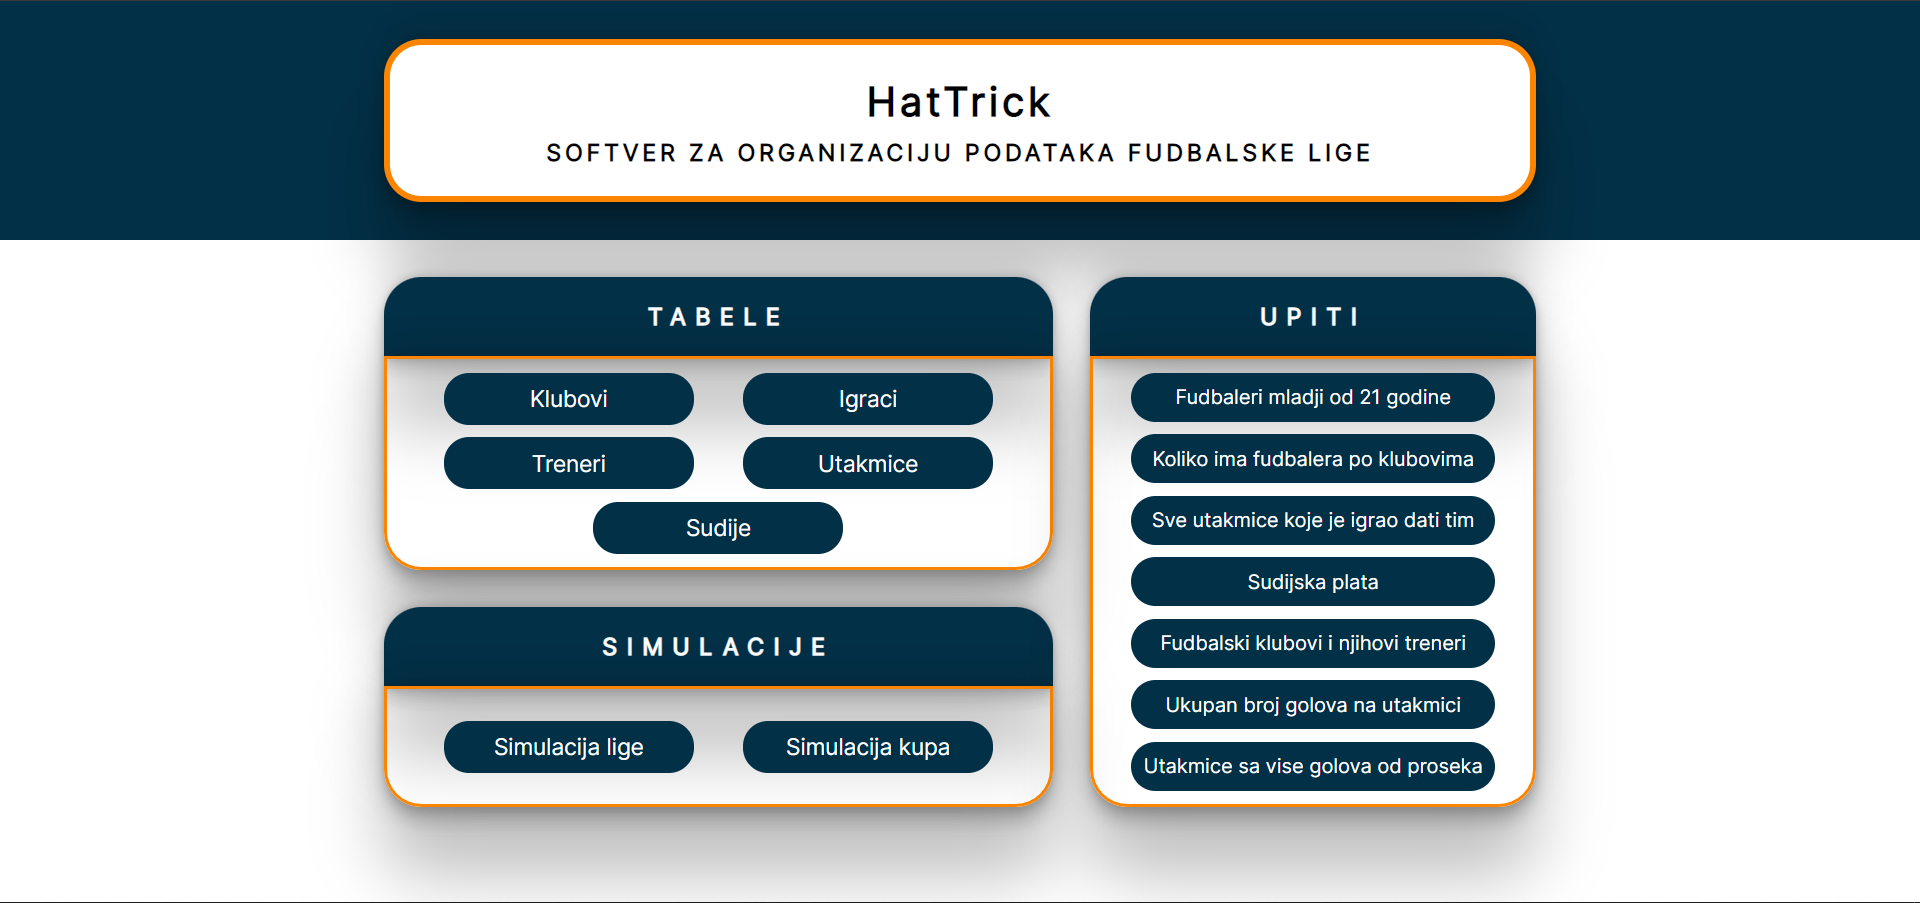 HatTrick
SOFTVER ZA ORGANIZACIJU PODATAKA FUDBALSKE LIGE
TABELE
Klubovi
Igraci
Treneri
Utakmice
Sudije
SIMULACIJE
Simulacija lige
Simulacija kupa
UPITI
Fudbaleri mladji od 21 godine
Koliko ima fudbalera po klubovima
Sve utakmice koje je igrao dati tim
Sudijska plata
Fudbalski klubovi i njihovi treneri
Ukupan broj golova na utakmici
Utakmice sa vise golova od proseka